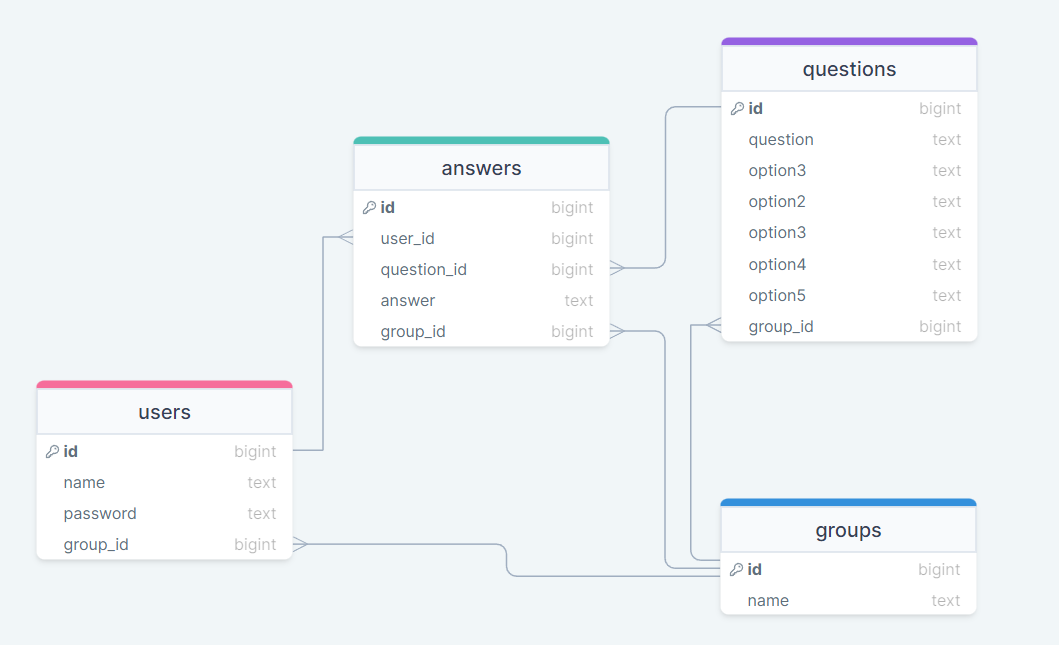 questions
id bigint
question text
option3 text
option2 text
option3 text
option4 text
option5 text
group_id bigint
answers
id bigint
user_id bigint
question_id bigint
answer text
group_id bigint
users
id bigint
name text
password text
group_id bigint
groups
id bigint
name text